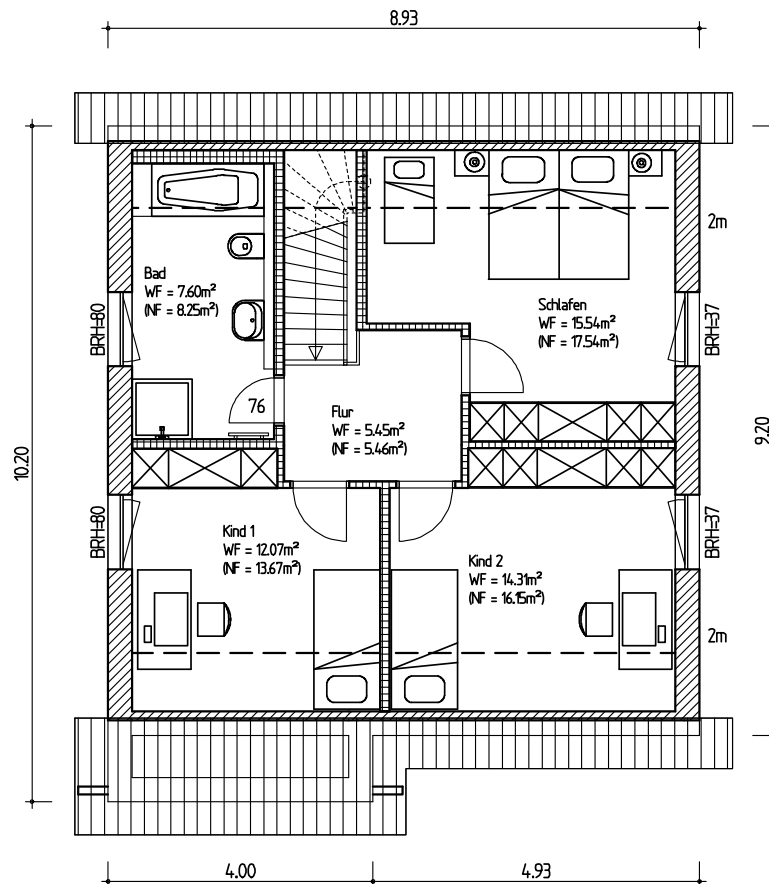 8.93
2m
Bad
WF = 7.60m²
(NF = 8.25m²)
Schlafen
WF = 15.54m²
(NF = 17.54m²)
BRH=80
BRH=37
76
Flur
WF = 5.45m²
(NF = 5.46m²)
10.20
9.20
BRH=80
Kind 1
WF = 12.07m²
(NF = 13.67m²)
Kind 2
WF = 14.31m²
(NF = 16.15m²)
BRH=37
2m
4.00
4.93